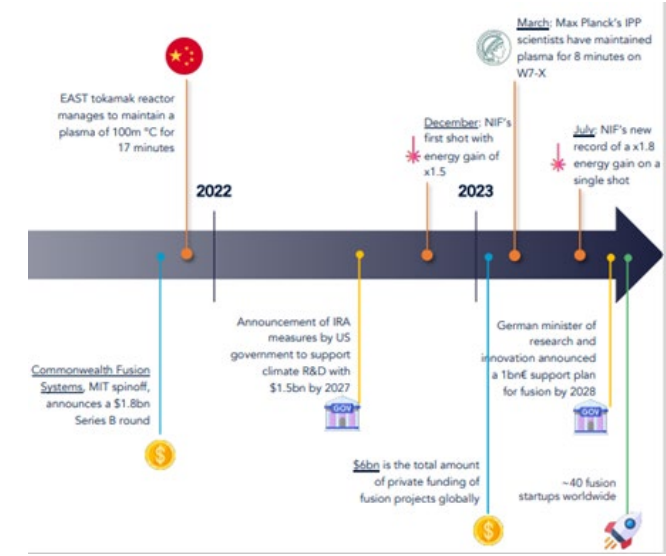 March: Max Planck's IPP
scientists have maintained
plasma for 8 minutes on
W7-X
EAST tokamak reactor
manages to maintain a
plasma of 100m °C for
17 minutes
December: NIF's
first shot with
energy gain of
x1.5
July: NIF's new
record of a x1.8
energy gain on a
single shot
2022
2023
Announcement of IRA
measures by US
government to support
climate R&D with
$1.5bn by 2027
GOV
German minister of
research and
innovation announced
a 1bn€ support plan
for fusion by 2028
GOV
Commonwealth Fusion
Systems, MIT spinoff,
announces a $1.8bn
Series B round
$
$6bn is the total amount
of private funding of
fusion projects globally
$
~40 fusion
startups worldwide